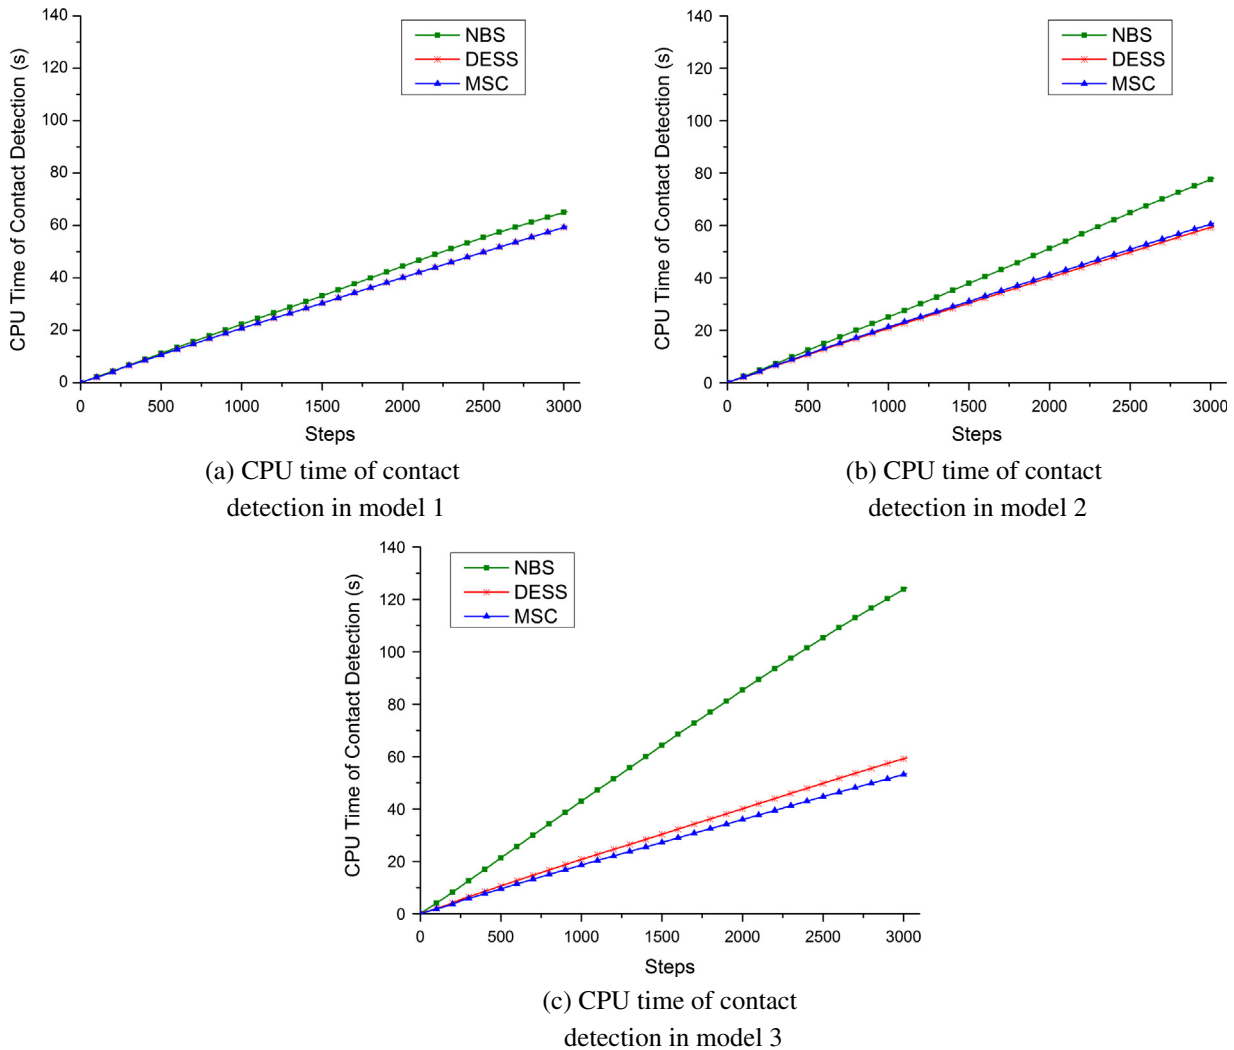 CPU Time of Contact Detection (s)
140
120
100
80
60
40
20
0
NBS
DESS
MSC
0 500 1000 1500 2000 2500 3000
Steps
(a) CPU time of contact
detection in model 1
CPU Time of Contact Detection (s)
140
120
100
80
60
40
20
0
NBS
DESS
MSC
0 500 1000 1500 2000 2500 3000
Steps
(b) CPU time of contact
detection in model 2
CPU Time of Contact Detection (s)
140
120
100
80
60
40
20
0
NBS
DESS
MSC
0 500 1000 1500 2000 2500 3000
Steps
(c) CPU time of contact
detection in model 3